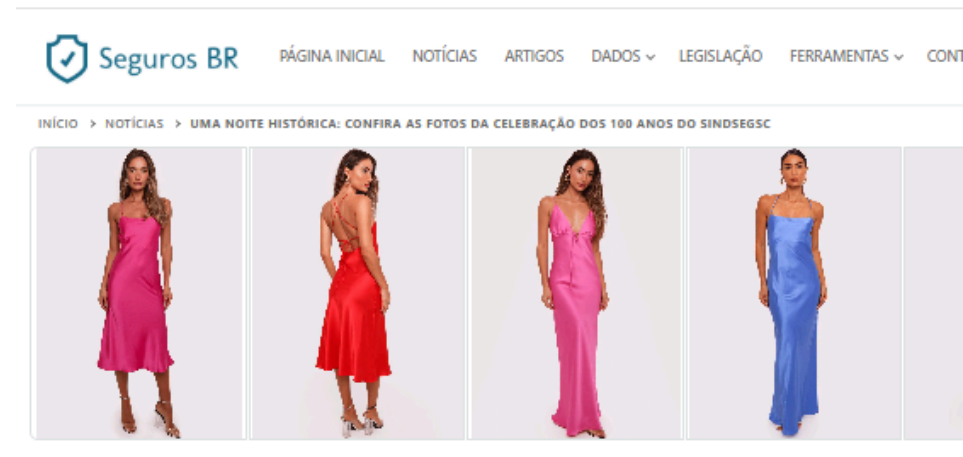 Seguros BR
PÁGINA INICIAL NOTÍCIAS ARTIGOS DADOS LEGISLAÇÃO FERRAMENTAS CONT
INÍCIO > NOTÍCIAS > UMA NOITE HISTÓRICA: CONFIRA AS FOTOS DA CELEBRAÇÃO DOS 100 ANOS DO SINDSEGSC